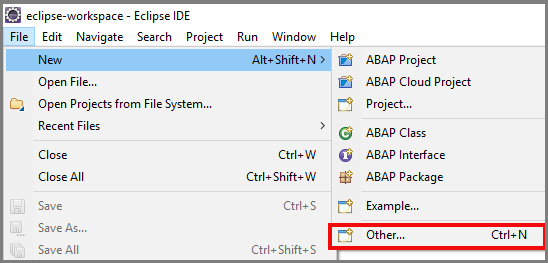 eclipse-workspace - Eclipse IDE
File Edit Navigate Search Project Run Window Help
New Alt+Shift+N >
Open File...
Open Projects from File System...
Recent Files >
Close Ctrl+W
Close All Ctrl+Shift+W
Save Ctrl+S
Save As...
Save All Ctrl+Shift+S
ABAP Project
ABAP Cloud Project
Project...
ABAP Class
ABAP Interface
ABAP Package
Example...
Other... Ctrl+N